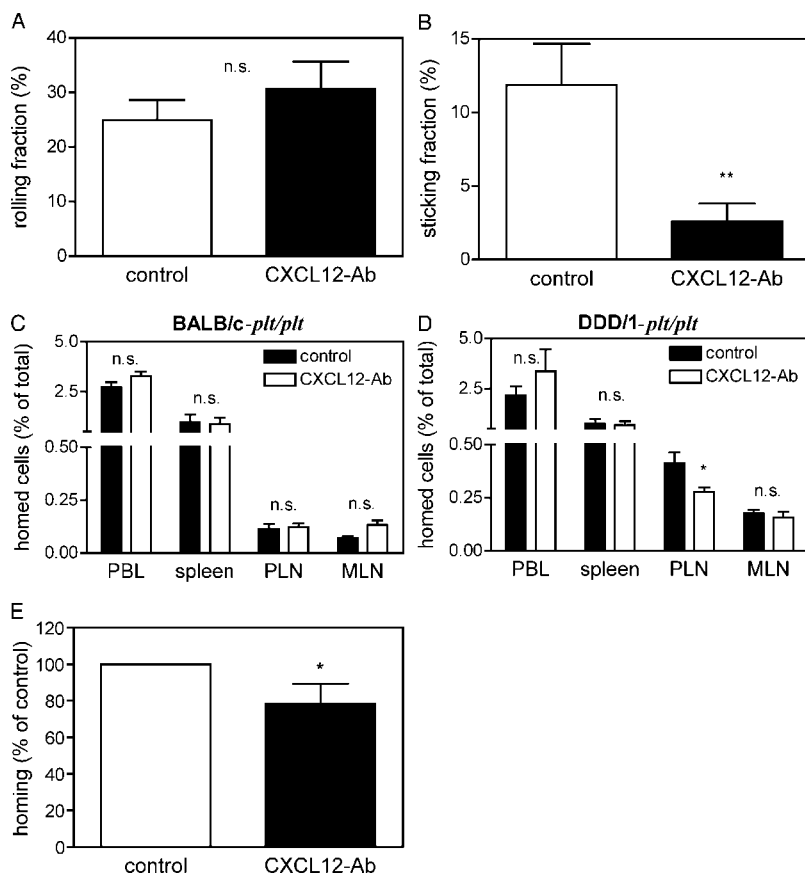 A
rolling fraction (%)
40
30
20
10
0
n.s.
control
CXCL12-Ab
B
sticking fraction (%)
15
10
5
0
**
control
CXCL12-Ab
C
BALB/c-plt/plt
homed cells (% of total)
5.0
2.5
0.50
0.25
0.00
n.s.
n.s.
n.s.
n.s.
control
CXCL12-Ab
PBL
spleen
PLN
MLN
D
DDD/1-plt/plt
homed cells (% of total)
5.0
2.5
0.50
0.25
0.00
n.s.
n.s.
*
n.s.
control
CXCL12-Ab
PBL
spleen
PLN
MLN
E
homing (% of control)
120
100
80
60
40
20
0
*
control
CXCL12-Ab